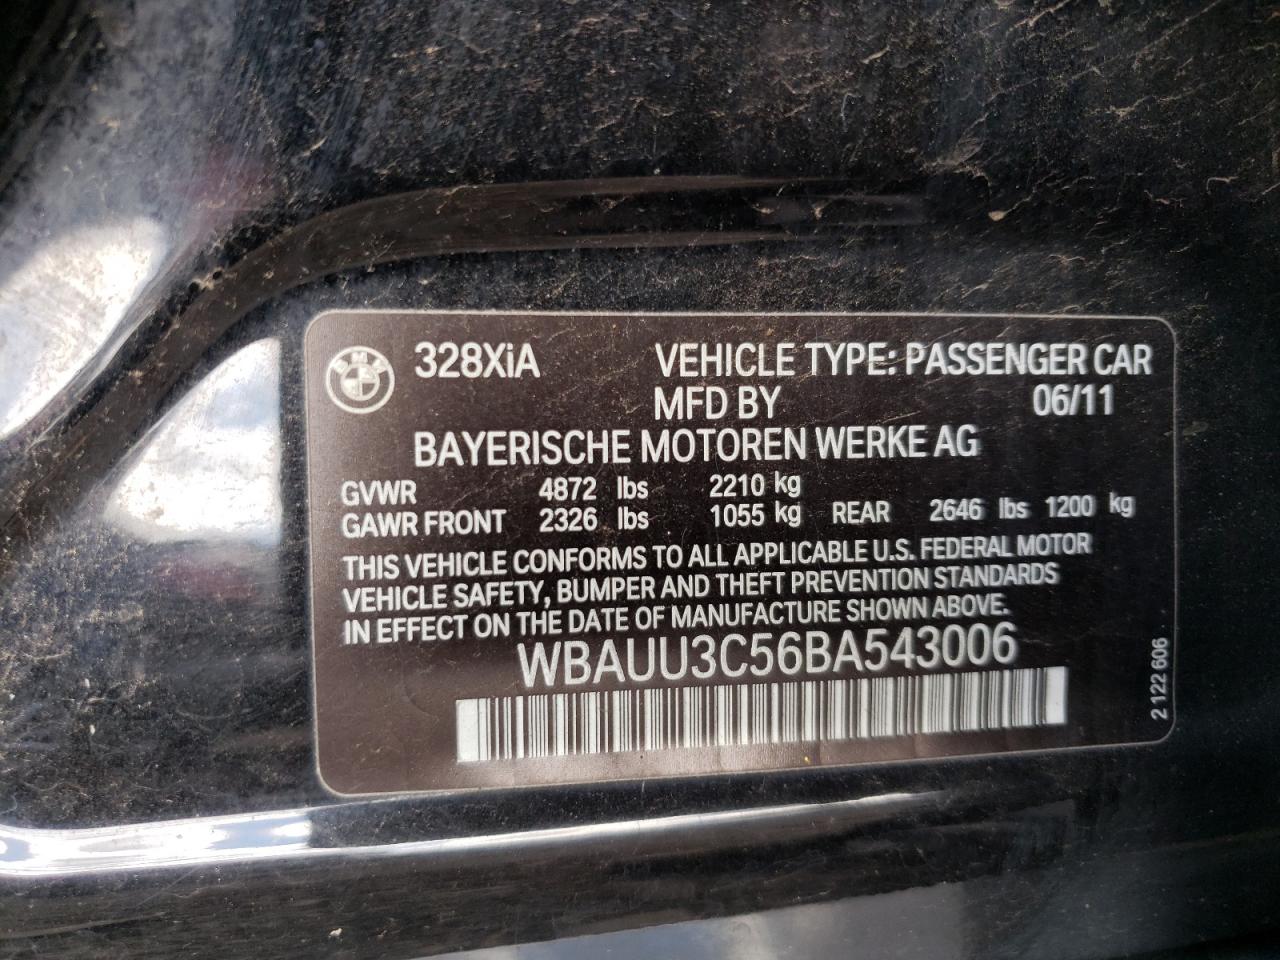 BMW
328XiA VEHICLE TYPE: PASSENGER CAR
MFD BY 06/11
BAYERISCHE MOTOREN WERKE AG
GVWR 4872 lbs 2210 kg
GAWR FRONT 2326 lbs 1055 kg REAR 2646 lbs 1200 kg
THIS VEHICLE CONFORMS TO ALL APPLICABLE U.S. FEDERAL MOTOR
VEHICLE SAFETY, BUMPER AND THEFT PREVENTION STANDARDS
IN EFFECT ON THE DATE OF MANUFACTURE SHOWN ABOVE.
WBAUU3C56BA543006
2 122 606